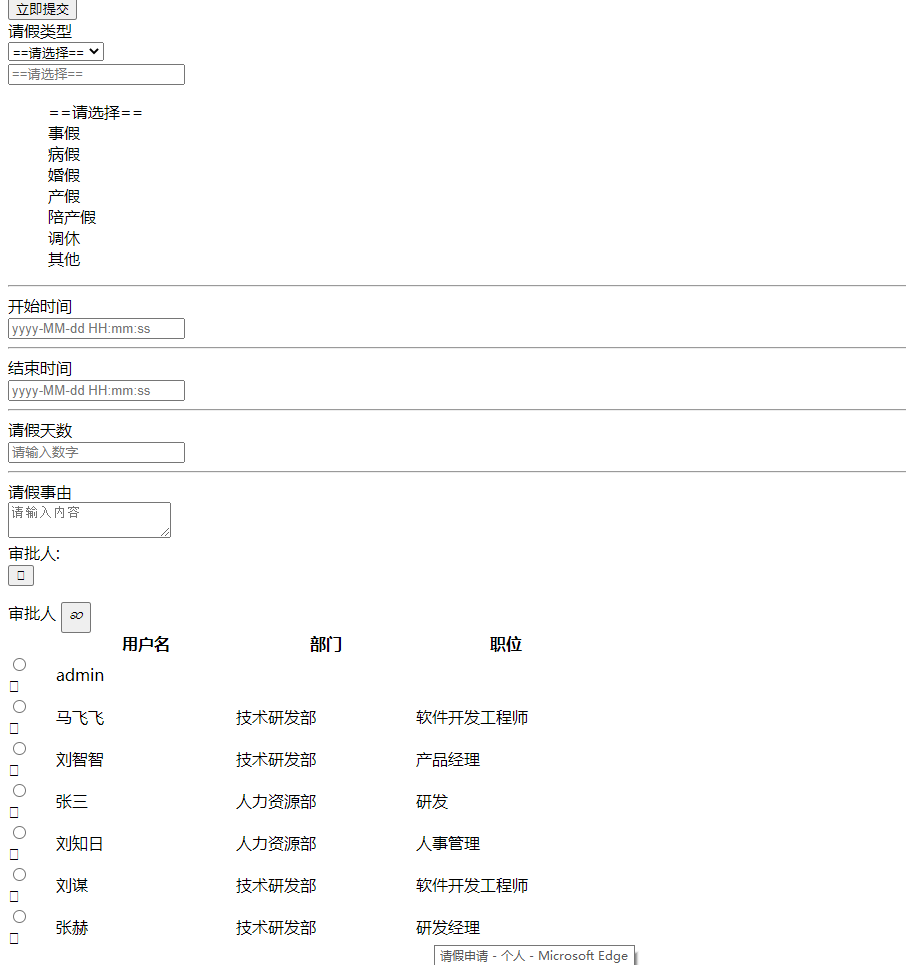 立即提交
请假类型
==请选择==
==请选择==
==请选择==
事假
病假
婚假
产假
陪产假
调休
其他
开始时间
yyyy-MM-dd HH:mm:ss
结束时间
yyyy-MM-dd HH:mm:ss
请假天数
请输入数字
请假事由
请输入内容
审批人:
审批人
用户名 部门 职位
admin
马飞飞 技术研发部 软件开发工程师
刘智智 技术研发部 产品经理
张三 人力资源部 研发
刘知日 人力资源部 人事管理
刘谋 技术研发部 软件开发工程师
张赫 技术研发部 研发经理
请假申请 - 个人 - Microsoft Edge